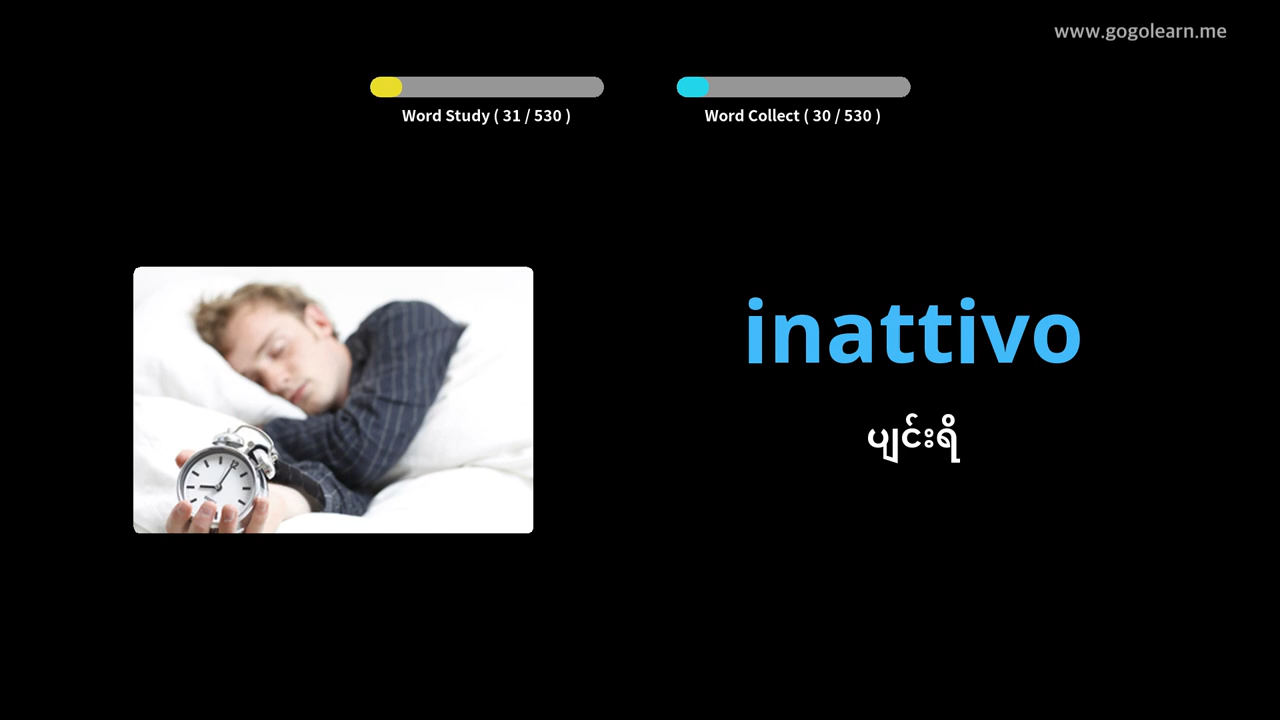 www.gogolearn.me
Word Study ( 31 / 530 )
Word Collect ( 30 / 530 )
inattivo
ပျင်းရိ